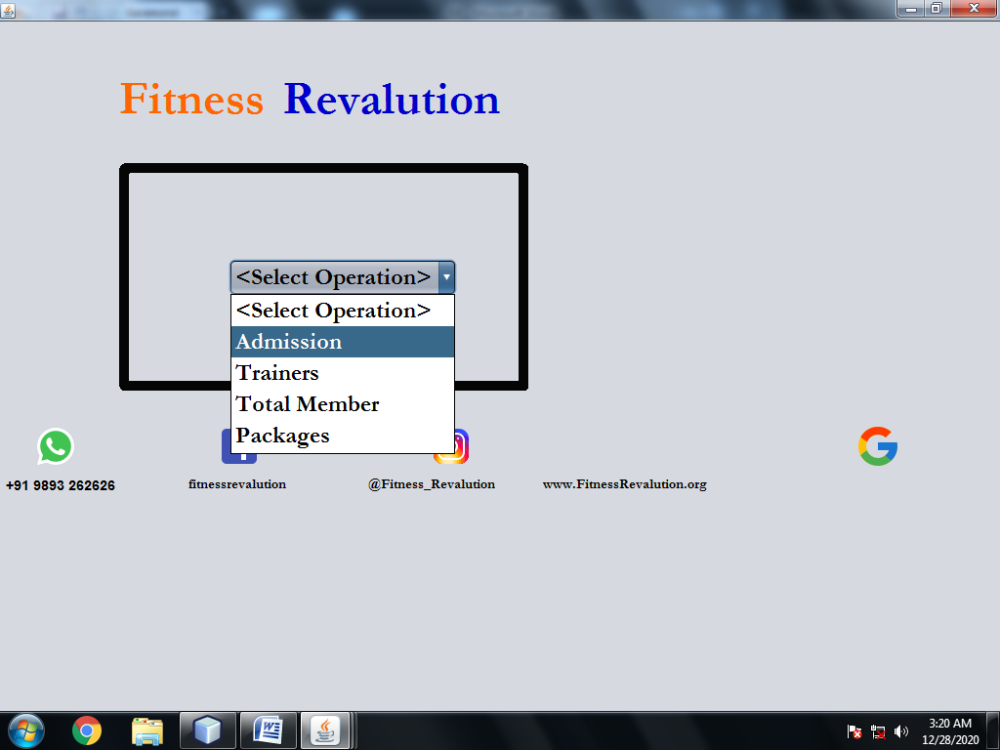 Fitness Revalution
<Select Operation>
<Select Operation>
Admission
Trainers
Total Member
Packages
+91 9893 262626
fitnessrevalution
@Fitness_Revalution
www.FitnessRevalution.org
3:20 AM
12/28/2020